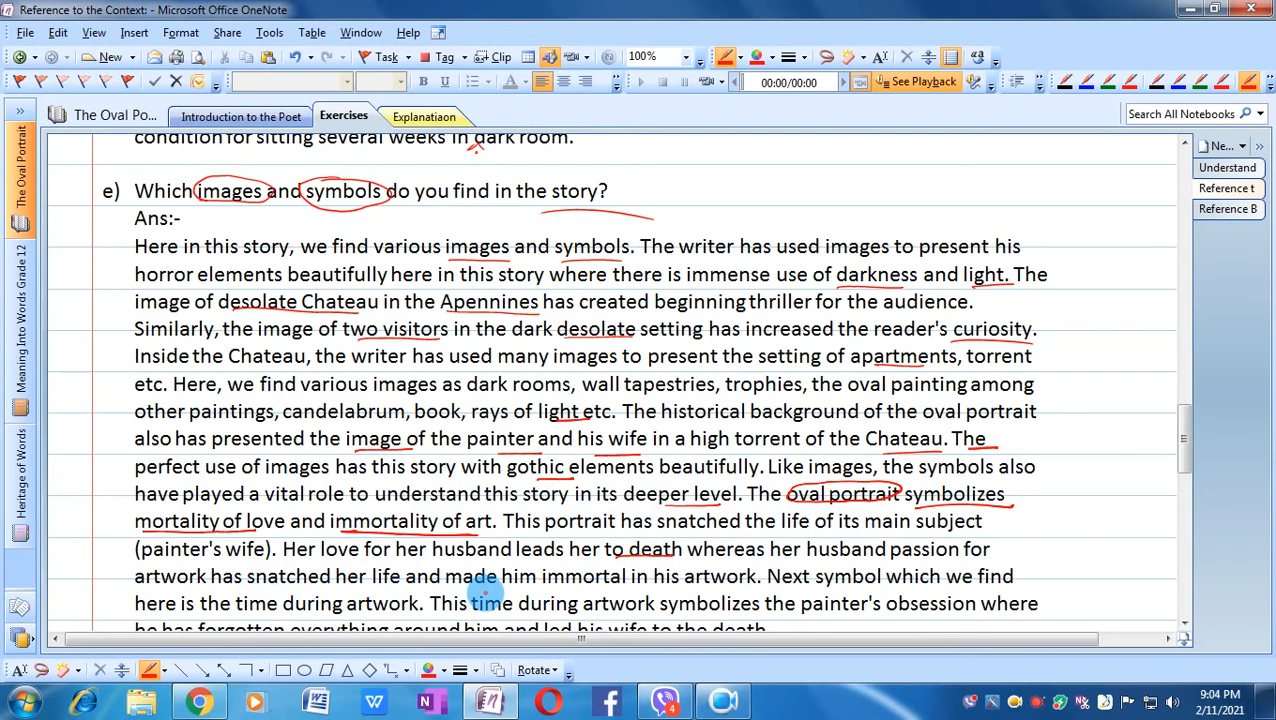 Reference to the Context: - Microsoft Office OneNote
File Edit View Insert Format Share Tools Table Window Help
New Task Tag Clip 100%
00:00/00:00 See Playback
The Oval Po... Introduction to the Poet Exercises Explanatiaon Search All Notebooks
Ne...
Understand
Reference t
Reference B
The Oval Portrait
Meaning into Words Grade 12
Heritage of Words
condition for sitting several weeks in dark room.
e) Which images and symbols do you find in the story?
Ans:-
Here in this story, we find various images and symbols. The writer has used images to present his
horror elements beautifully here in this story where there is immense use of darkness and light. The
image of desolate Chateau in the Apennines has created beginning thriller for the audience.
Similarly, the image of two visitors in the dark desolate setting has increased the reader's curiosity.
Inside the Chateau, the writer has used many images to present the setting of apartments, torrent
etc. Here, we find various images as dark rooms, wall tapestries, trophies, the oval painting among
other paintings, candelabrum, book, rays of light etc. The historical background of the oval portrait
also has presented the image of the painter and his wife in a high torrent of the Chateau. The
perfect use of images has this story with gothic elements beautifully. Like images, the symbols also
have played a vital role to understand this story in its deeper level. The oval portrait symbolizes
mortality of love and immortality of art. This portrait has snatched the life of its main subject
(painter's wife). Her love for her husband leads her to death whereas her husband passion for
artwork has snatched her life and made him immortal in his artwork. Next symbol which we find
here is the time during artwork. This time during artwork symbolizes the painter's obsession where
he has forgotten everything around him and led his wife to the death.
Rotate
4
9:04 PM
2/11/2021